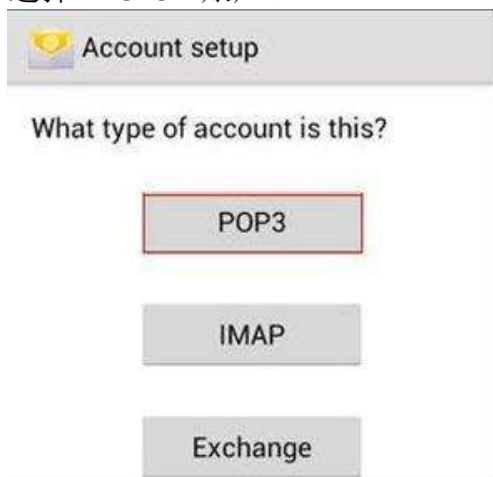 Account setup
What type of account is this?
POP3
IMAP
Exchange